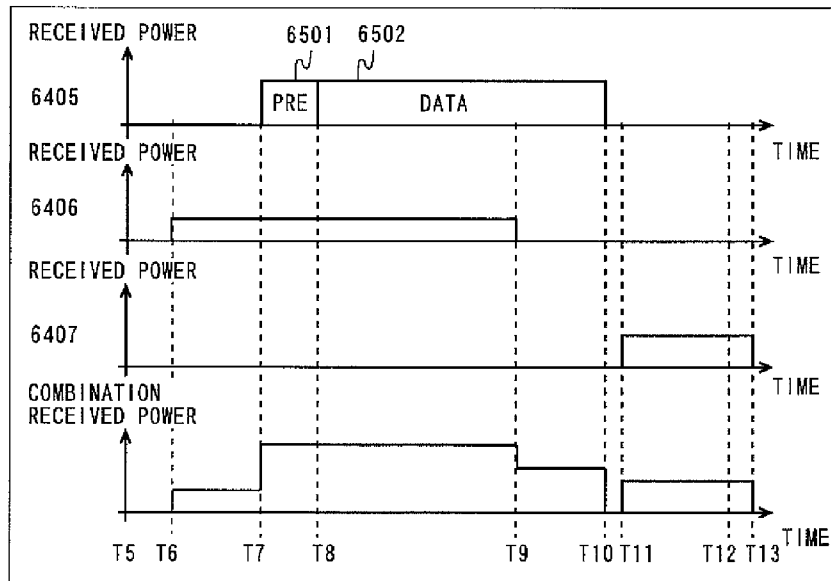 RECEIVED POWER
6501 6502
6405
PRE DATA
TIME
RECEIVED POWER
6406
TIME
RECEIVED POWER
6407
TIME
COMBINATION
RECEIVED POWER
TIME
T5 T6 T7 T8 T9 T10 T11 T12 T13